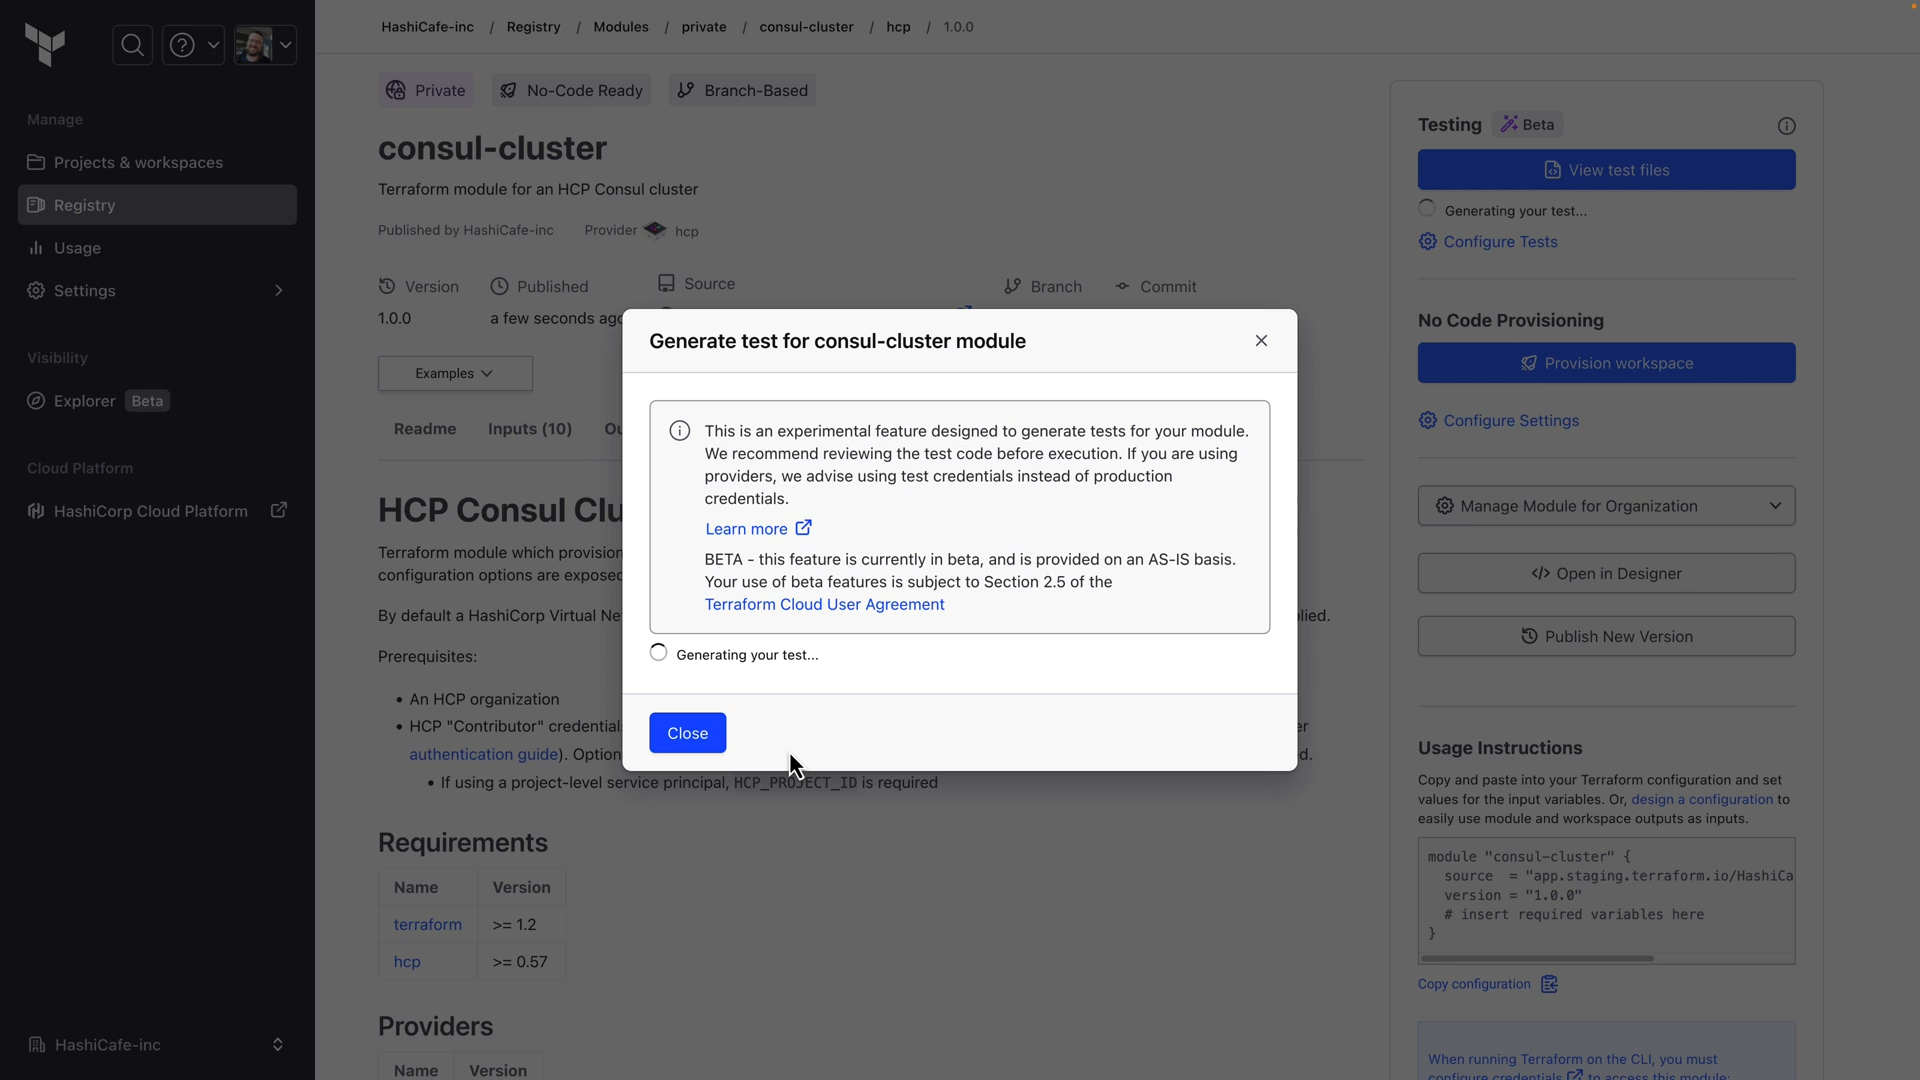 HashiCafe-inc / Registry / Modules / private / consul-cluster / hcp / 1.0.0
Manage
Projects & workspaces
Registry
Usage
Settings
Visibility
Explorer Beta
Cloud Platform
HashiCorp Cloud Platform
HashiCafe-inc
Private No-Code Ready Branch-Based
consul-cluster
Terraform module for an HCP Consul cluster
Published by HashiCafe-inc Provider hcp
Version Published Source Branch Commit
1.0.0 a few seconds ago
Examples
Readme Inputs (10)
HCP Consul
Terraform module which
configuration options are
By default a HashiCorp Virtual
Prerequisites:
• An HCP organization
• HCP "Contributor"
authentication guide).
• If using a project-level service principal, HCP_PROJECT_ID is required
Requirements
Name Version
terraform >= 1.2
hcp >= 0.57
Providers
Name Version
Generate test for consul-cluster module
This is an experimental feature designed to generate tests for your module.
We recommend reviewing the test code before execution. If you are using
providers, we advise using test credentials instead of production
credentials.
Learn more
BETA - this feature is currently in beta, and is provided on an AS-IS basis.
Your use of beta features is subject to Section 2.5 of the
Terraform Cloud User Agreement
Generating your test...
Close
Testing Beta
View test files
Generating your test...
Configure Tests
No Code Provisioning
Provision workspace
Configure Settings
Manage Module for Organization
</> Open in Designer
Publish New Version
Usage Instructions
Copy and paste into your Terraform configuration and set
values for the input variables. Or, design a configuration to
easily use module and workspace outputs as inputs.
module "consul-cluster" {
source = "app.staging.terraform.io/HashiCa
version = "1.0.0"
# insert required variables here
}
Copy configuration
When running Terraform on the CLI, you must
configure credentials to access this module: